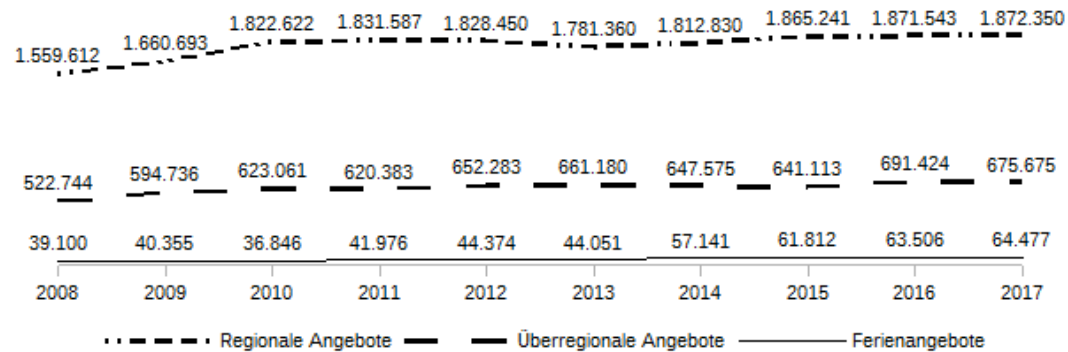 1.559.612 1.660.693 1.822.622 1.831.587 1.828.450 1.781.360 1.812.830 1.865.241 1.871.543 1.872.350
522.744 594.736 623.061 620.383 652.283 661.180 647.575 641.113 691.424 675.675
39.100 40.355 36.846 41.976 44.374 44.051 57.141 61.812 63.506 64.477
2008 2009 2010 2011 2012 2013 2014 2015 2016 2017
Regionale Angebote Überregionale Angebote Ferienangebote